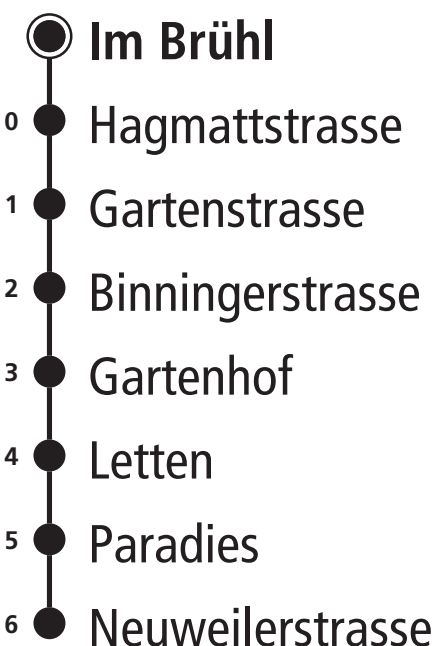 Im Brühl
0 Hagmattstrasse
1 Gartenstrasse
2 Binningerstrasse
3 Gartenhof
4 Letten
5 Paradies
6 Neuweilerstrasse